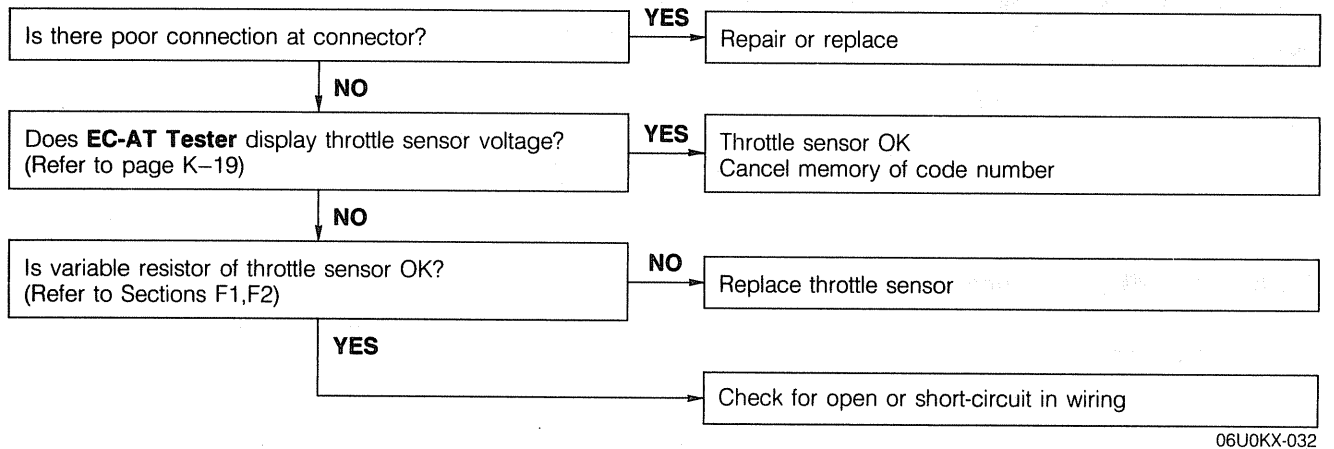 Is there poor connection at connector?
YES
Repair or replace
NO
Does EC-AT Tester display throttle sensor voltage?
(Refer to page K–19)
YES
Throttle sensor OK
Cancel memory of code number
NO
Is variable resistor of throttle sensor OK?
(Refer to Sections F1,F2)
NO
Replace throttle sensor
YES
Check for open or short-circuit in wiring
06U0KX-032